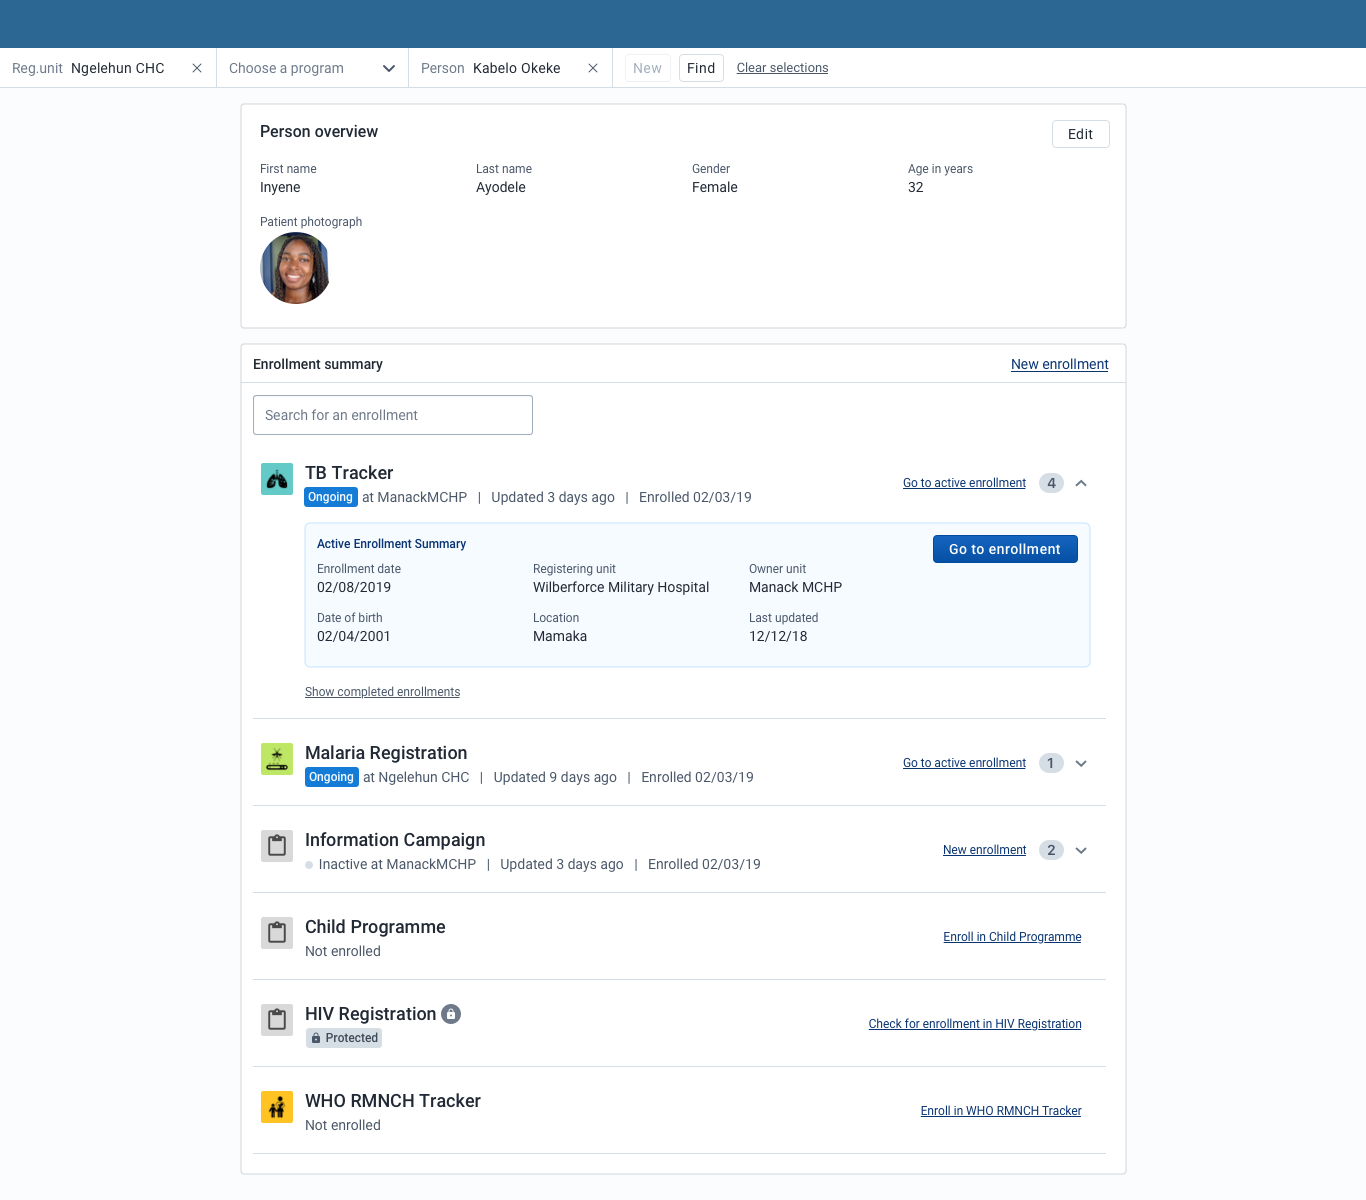 Reg.unit Ngelehun CHC Choose a program Person Kabelo Okeke New Find Clear selections
Person overview Edit
First name Last name Gender Age in years
Inyene Ayodele Female 32
Patient photograph
Enrollment summary New enrollment
Search for an enrollment
TB Tracker
Go to active enrollment 4
Ongoing at ManackMCHP | Updated 3 days ago | Enrolled 02/03/19
Active Enrollment Summary Go to enrollment
Enrollment date Registering unit Owner unit
02/08/2019 Wilberforce Military Hospital Manack MCHP
Date of birth Location Last updated
02/04/2001 Mamaka 12/12/18
Show completed enrollments
Malaria Registration
Go to active enrollment 1
Ongoing at Ngelehun CHC | Updated 9 days ago | Enrolled 02/03/19
Information Campaign
New enrollment 2
Inactive at ManackMCHP | Updated 3 days ago | Enrolled 02/03/19
Child Programme
Enroll in Child Programme
Not enrolled
HIV Registration
Check for enrollment in HIV Registration
Protected
WHO RMNCH Tracker
Enroll in WHO RMNCH Tracker
Not enrolled